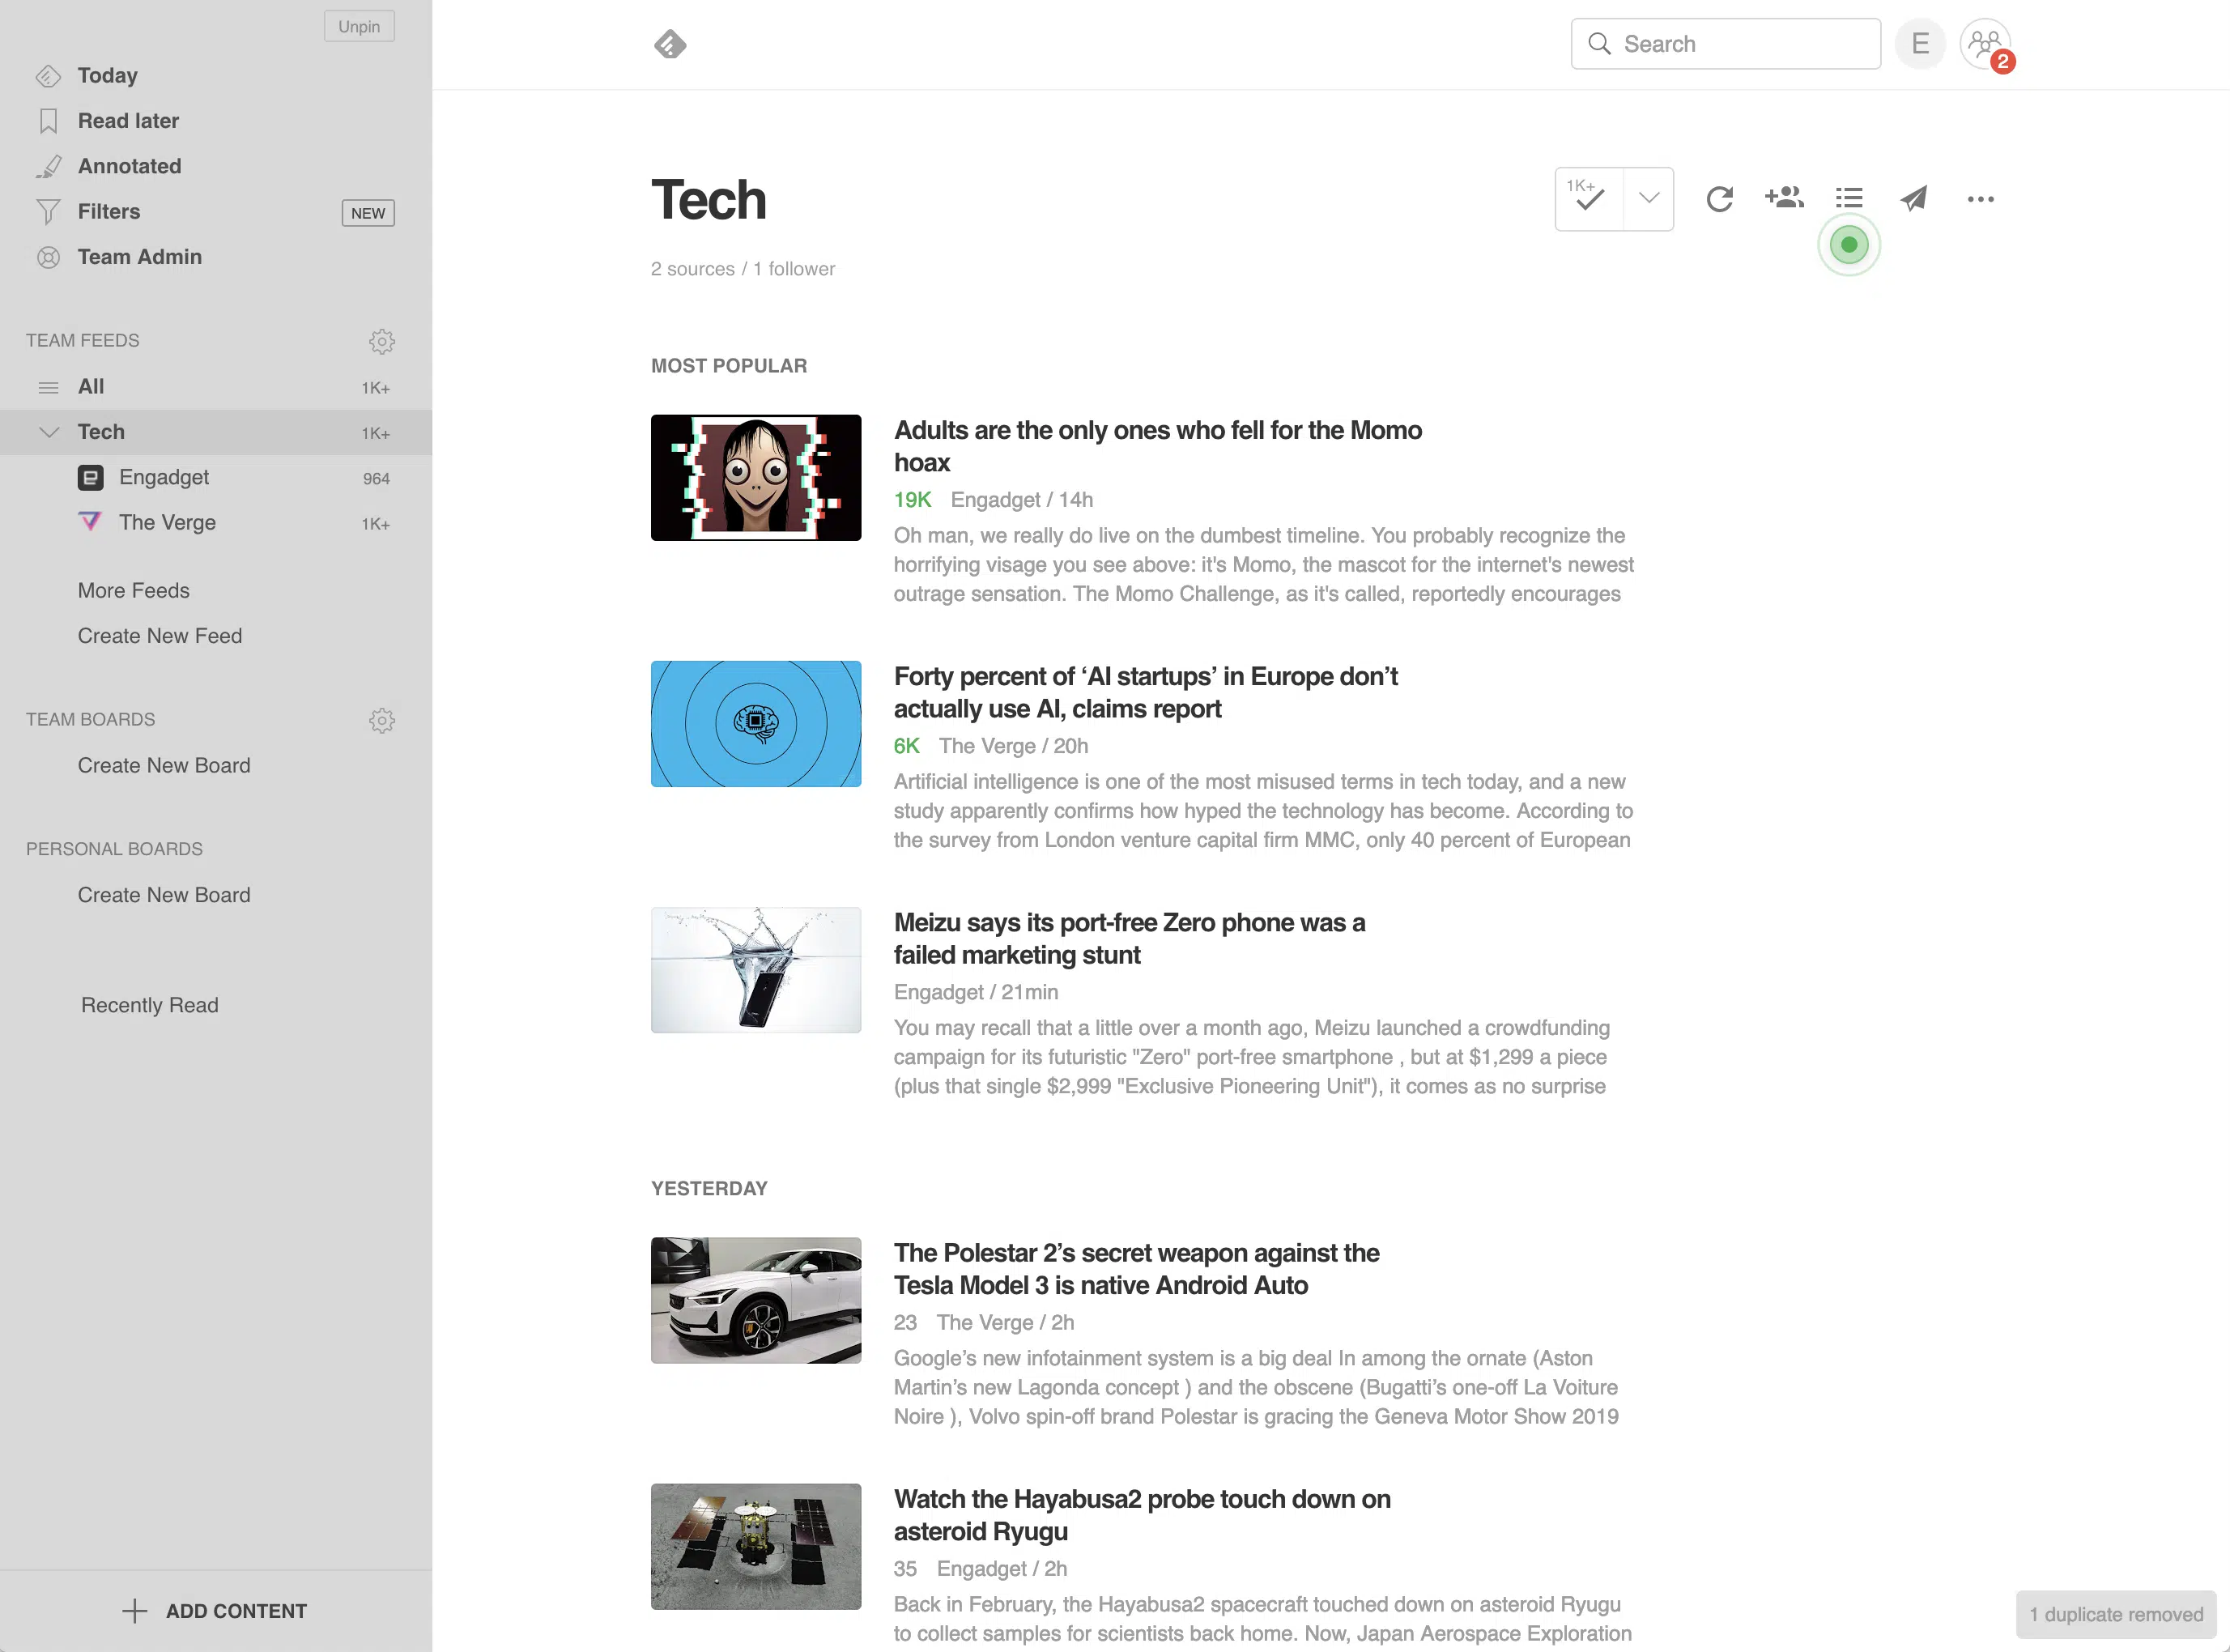 Unpin
Today
Read later
Annotated
Filters NEW
Team Admin
TEAM FEEDS
All 1K+
Tech 1K+
Engadget 964
The Verge 1K+
More Feeds
Create New Feed
TEAM BOARDS
Create New Board
PERSONAL BOARDS
Create New Board
Recently Read
ADD CONTENT
Search
E
2
Tech
1K+
2 sources / 1 follower
MOST POPULAR
Adults are the only ones who fell for the Momo
hoax
19K Engadget / 14h
Oh man, we really do live on the dumbest timeline. You probably recognize the
horrifying visage you see above: it's Momo, the mascot for the internet's newest
outrage sensation. The Momo Challenge, as it's called, reportedly encourages
Forty percent of ‘AI startups’ in Europe don’t
actually use AI, claims report
6K The Verge / 20h
Artificial intelligence is one of the most misused terms in tech today, and a new
study apparently confirms how hyped the technology has become. According to
the survey from London venture capital firm MMC, only 40 percent of European
Meizu says its port-free Zero phone was a
failed marketing stunt
Engadget / 21min
You may recall that a little over a month ago, Meizu launched a crowdfunding
campaign for its futuristic "Zero" port-free smartphone , but at $1,299 a piece
(plus that single $2,999 "Exclusive Pioneering Unit"), it comes as no surprise
YESTERDAY
The Polestar 2’s secret weapon against the
Tesla Model 3 is native Android Auto
23 The Verge / 2h
Google’s new infotainment system is a big deal In among the ornate (Aston
Martin’s new Lagonda concept ) and the obscene (Bugatti’s one-off La Voiture
Noire ), Volvo spin-off brand Polestar is gracing the Geneva Motor Show 2019
Watch the Hayabusa2 probe touch down on
asteroid Ryugu
35 Engadget / 2h
Back in February, the Hayabusa2 spacecraft touched down on asteroid Ryugu
to collect samples for scientists back home. Now, Japan Aerospace Exploration
1 duplicate removed